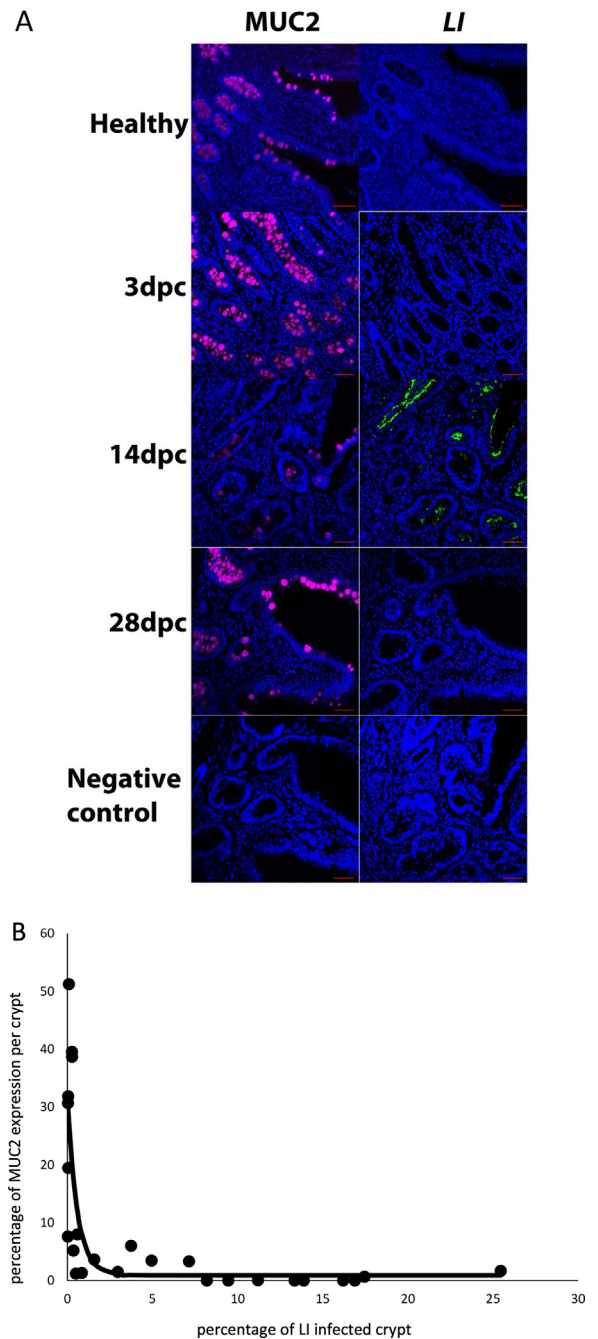 A
MUC2 LI
Healthy
3dpc
14dpc
28dpc
Negative
control
B
percentage of MUC2 expression per crypt
60
50
40
30
20
10
0
0 5 10 15 20 25 30
percentage of LI infected crypt